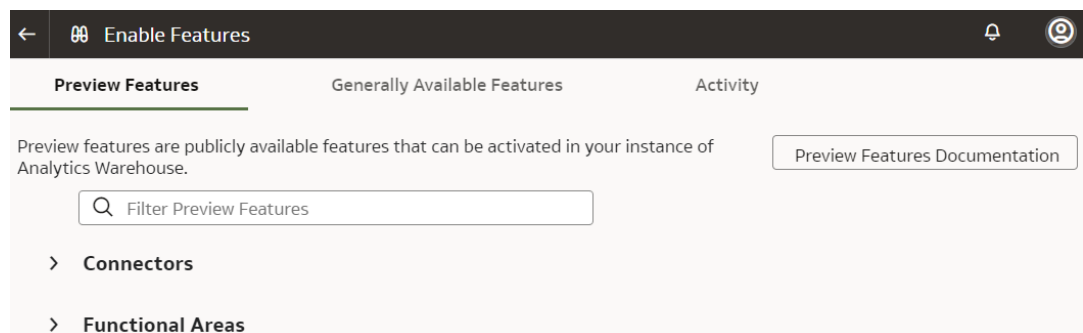 Enable Features
Preview Features
Generally Available Features
Activity
Preview features are publicly available features that can be activated in your instance of
Analytics Warehouse.
Preview Features Documentation
Filter Preview Features
Connectors
Functional Areas